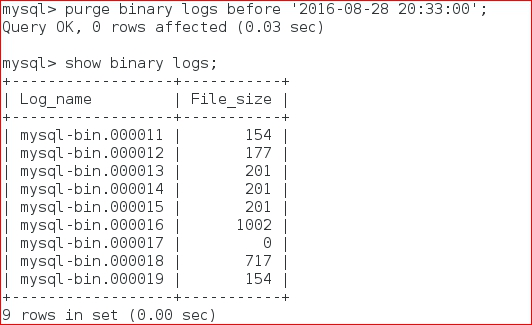 mysql> purge binary logs before '2016-08-28 20:33:00';
Query OK, 0 rows affected (0.03 sec)

mysql> show binary logs;
+------------------+-----------+
| Log_name         | File_size |
+------------------+-----------+
| mysql-bin.000011 |       154 |
| mysql-bin.000012 |       177 |
| mysql-bin.000013 |       201 |
| mysql-bin.000014 |       201 |
| mysql-bin.000015 |       201 |
| mysql-bin.000016 |      1002 |
| mysql-bin.000017 |         0 |
| mysql-bin.000018 |       717 |
| mysql-bin.000019 |       154 |
+------------------+-----------+
9 rows in set (0.00 sec)